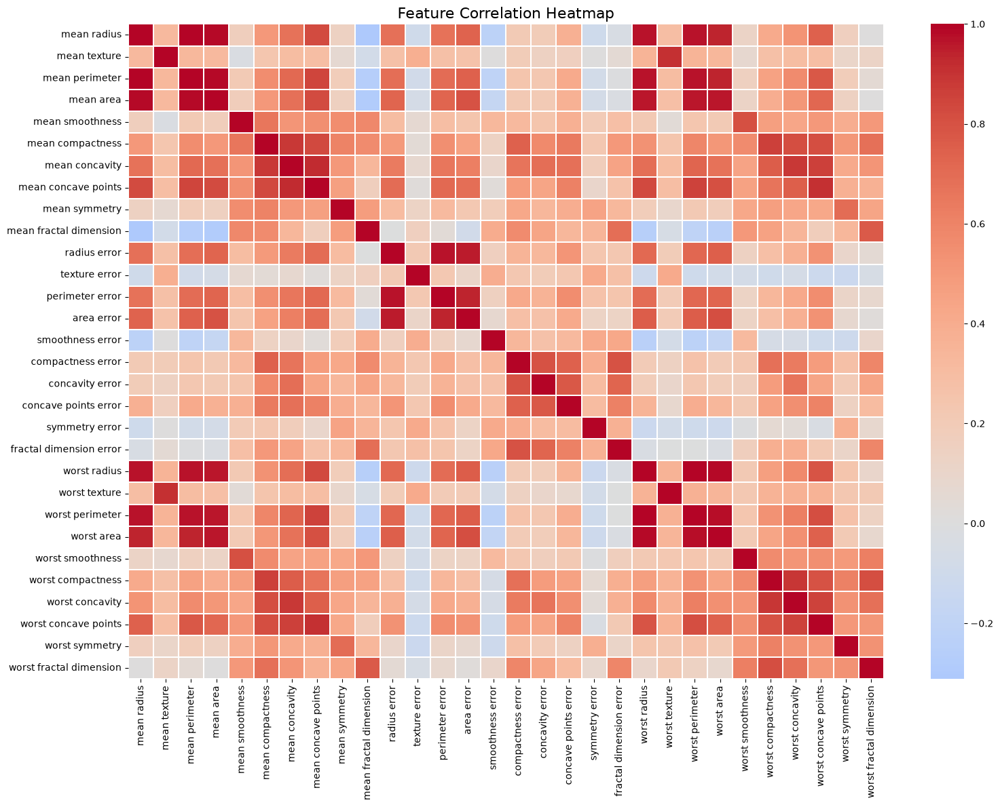 Feature Correlation Heatmap
mean radius
mean texture
mean perimeter
mean area
mean smoothness
mean compactness
mean concavity
mean concave points
mean symmetry
mean fractal dimension
radius error
texture error
perimeter error
area error
smoothness error
compactness error
concavity error
concave points error
symmetry error
fractal dimension error
worst radius
worst texture
worst perimeter
worst area
worst smoothness
worst compactness
worst concavity
worst concave points
worst symmetry
worst fractal dimension
mean radius
mean texture
mean perimeter
mean area
mean smoothness
mean compactness
mean concavity
mean concave points
mean symmetry
mean fractal dimension
radius error
texture error
perimeter error
area error
smoothness error
compactness error
concavity error
concave points error
symmetry error
fractal dimension error
worst radius
worst texture
worst perimeter
worst area
worst smoothness
worst compactness
worst concavity
worst concave points
worst symmetry
worst fractal dimension
1.0
0.8
0.6
0.4
0.2
0.0
−0.2